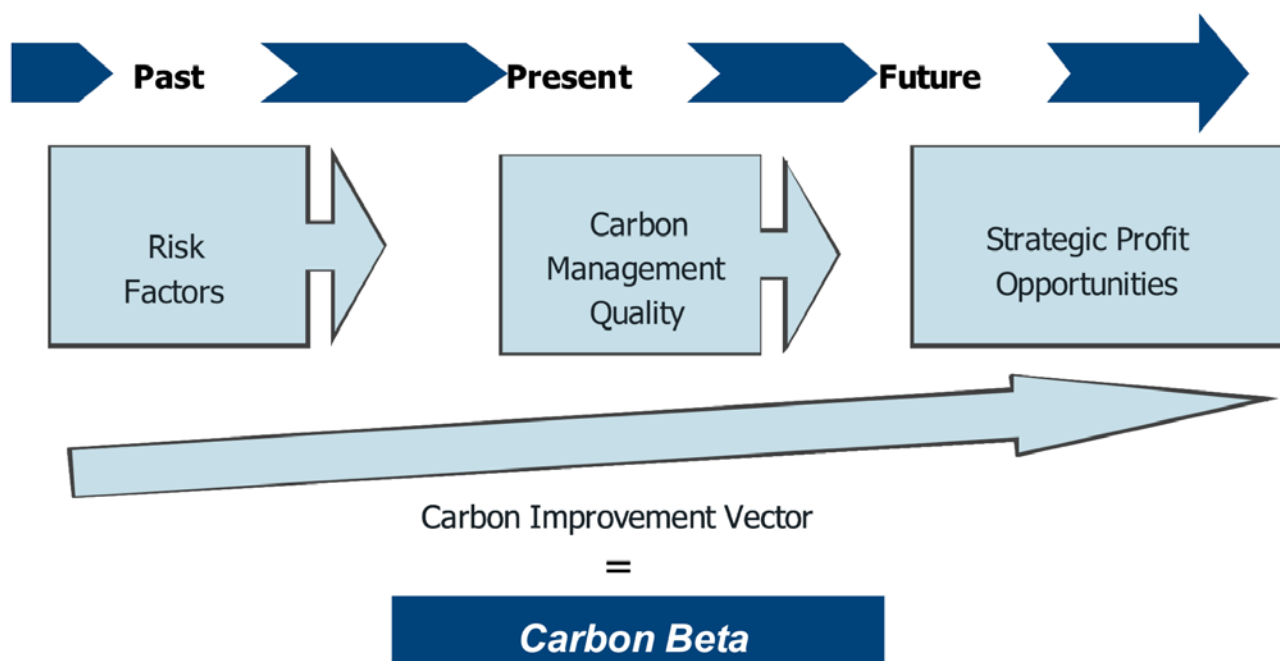 Past Present Future
Risk
Factors
Carbon
Management
Quality
Strategic Profit
Opportunities
Carbon Improvement Vector
=
Carbon Beta